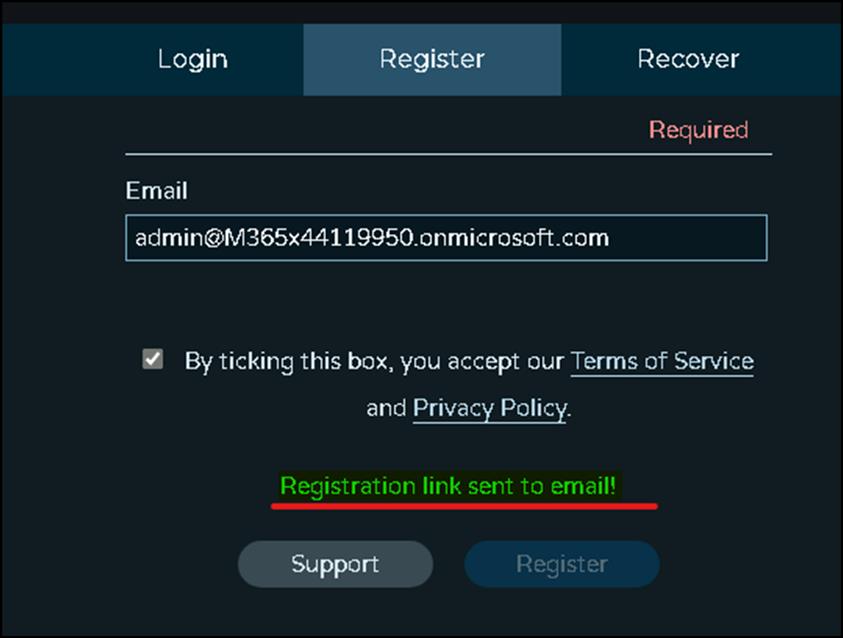 Login Register Recover
Required
Email
admin@M365x44119950.onmicrosoft.com
By ticking this box, you accept our Terms of Service
and Privacy Policy.
Registration link sent to email!
Support Register